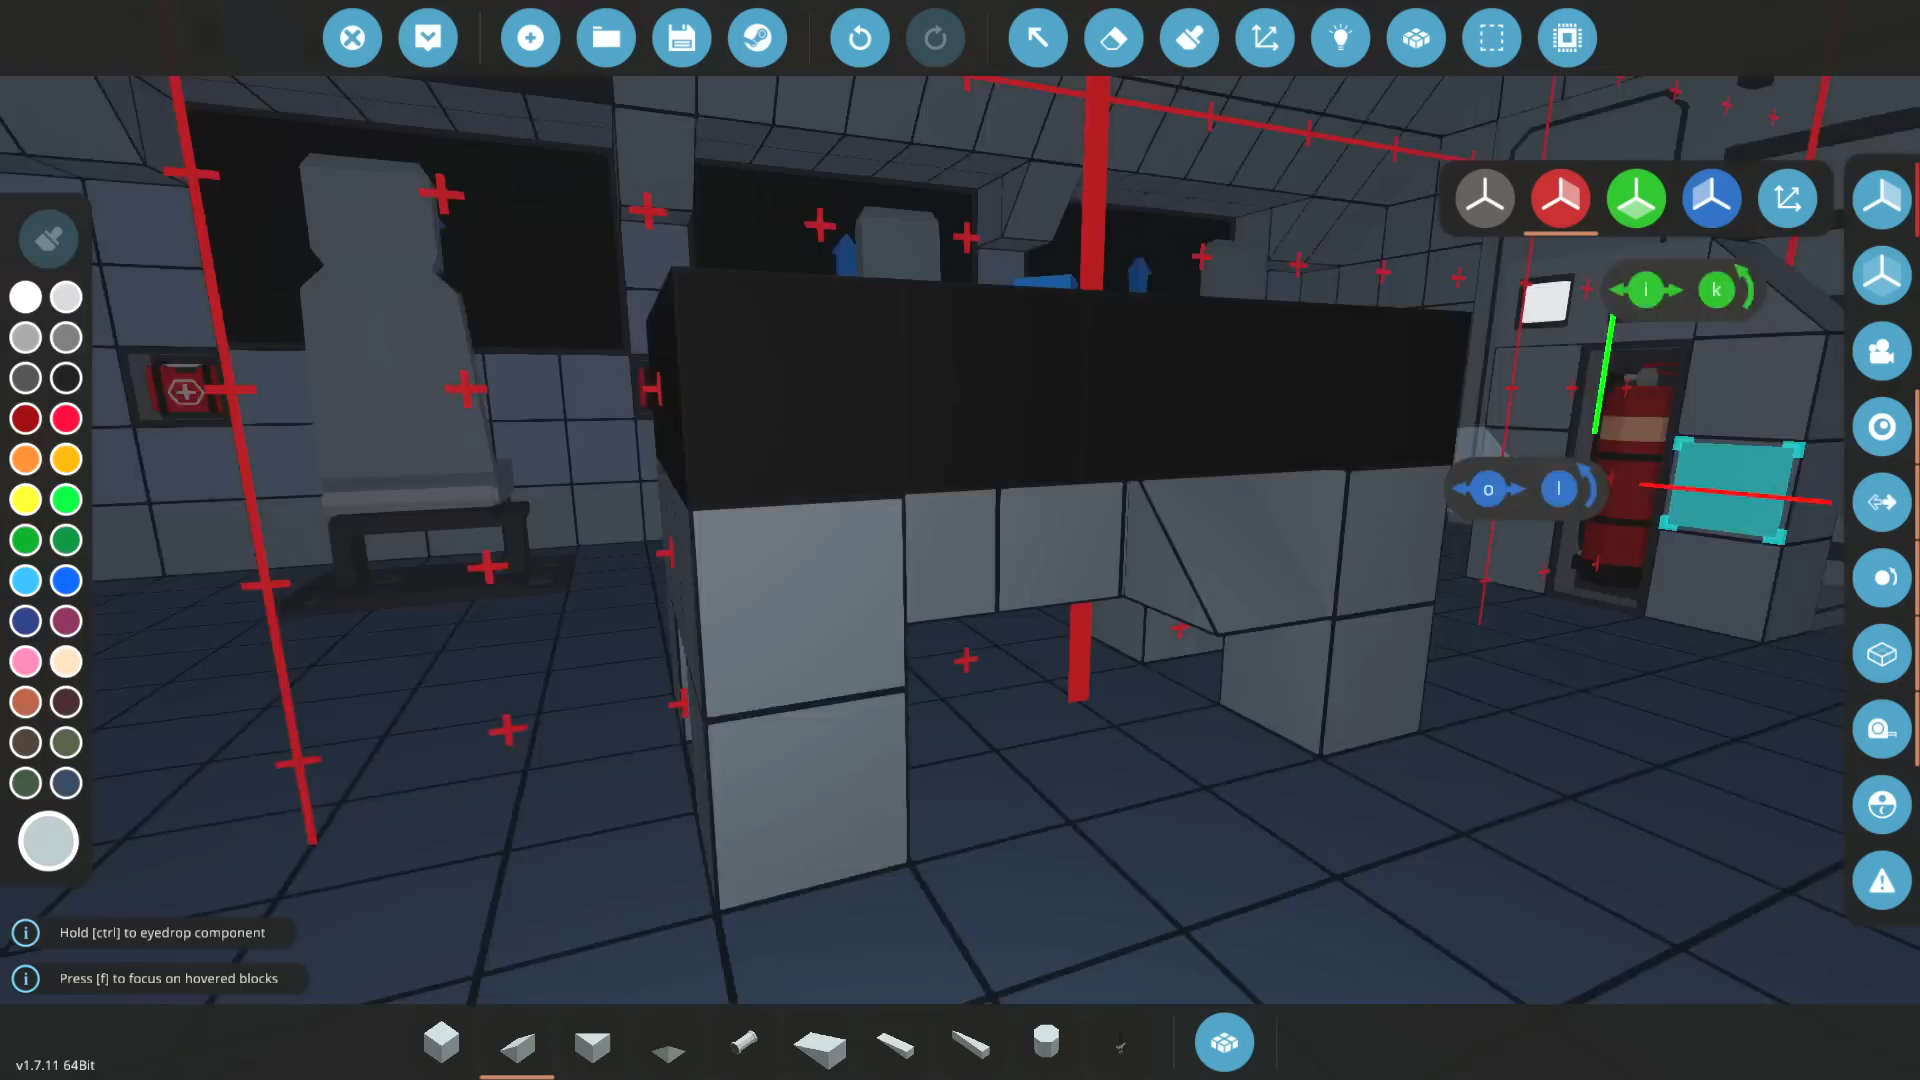 i
k
o
l
Hold [ctrl] to eyedrop component
Press [f] to focus on hovered blocks
v1.7.11 64Bit